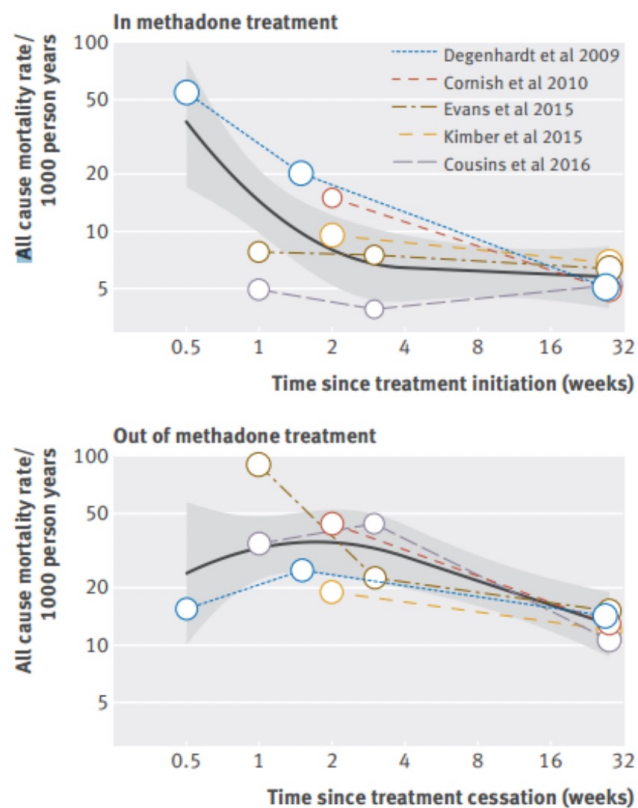 In methadone treatment
All cause mortality rate/
1000 person years
100
50
20
10
5
Degenhardt et al 2009
Cornish et al 2010
Evans et al 2015
Kimber et al 2015
Cousins et al 2016
0.5 1 2 4 8 16 32
Time since treatment initiation (weeks)
Out of methadone treatment
All cause mortality rate/
1000 person years
100
50
20
10
5
0.5 1 2 4 8 16 32
Time since treatment cessation (weeks)